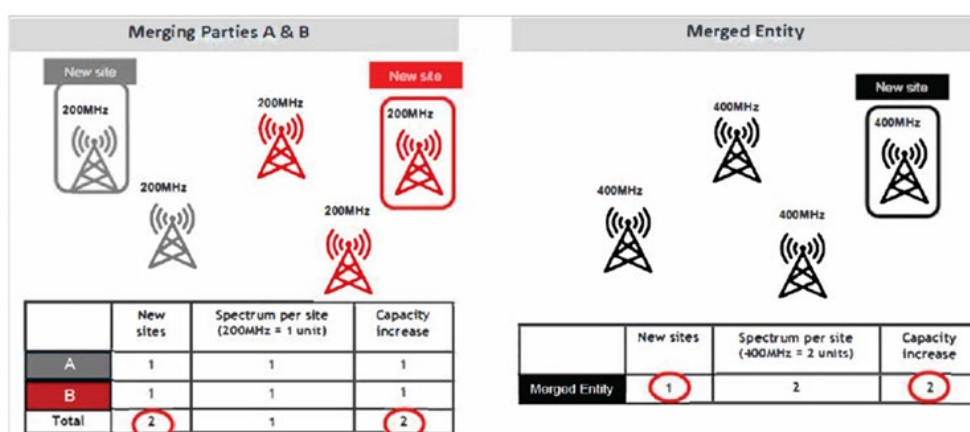 Merging Parties A & B
New site
200MHz
200MHz
New site
200MHz
200MHz
200MHz
New sites
Spectrum per site (200MHz = 1 unit)
Capacity increase
A 1 1 1
B 1 1 1
Total 2 1 2
Merged Entity
New site
400MHz
400MHz
400MHz
400MHz
New sites
Spectrum per site (400MHz = 2 units)
Capacity increase
Merged Entity 1 2 2